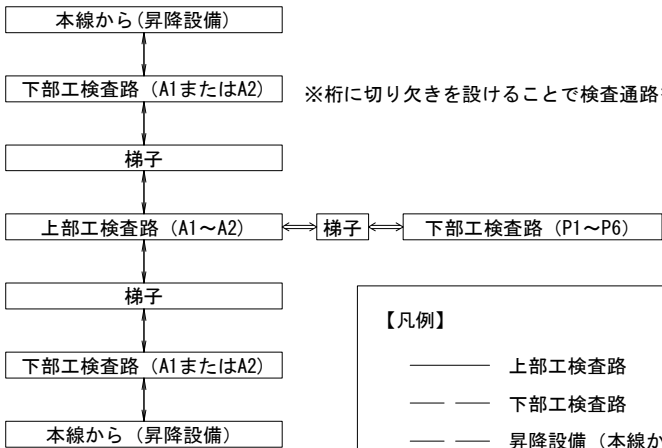 本線から(昇降設備)
下部工検査路（A1またはA2)
※桁に切り欠きを設けることで検査通路
梯子
上部工検査路（A1～A2）
梯子
下部工検査路（P1～P6）
梯子
【凡例】
上部工検査路
下部工検査路（A1またはA2)
下部工検査路
本線から（昇降設備）
昇降設備（本線か